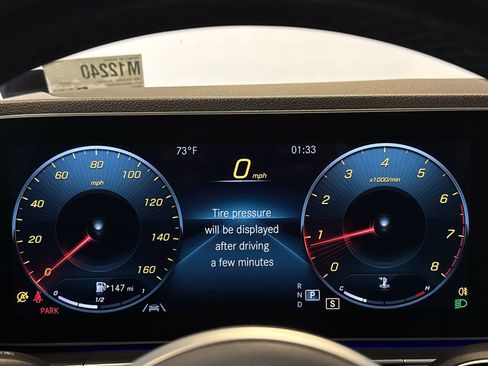 M12240
73°F
0 mph
01:33
0 20 40 60 80 100 120 140 160
mph
0 1 2 3 4 5 6 7 8
x1000/min
Tire pressure
will be displayed
after driving
a few minutes
147 mi
0 1/2 1
PARK
R
N P
D S
C H